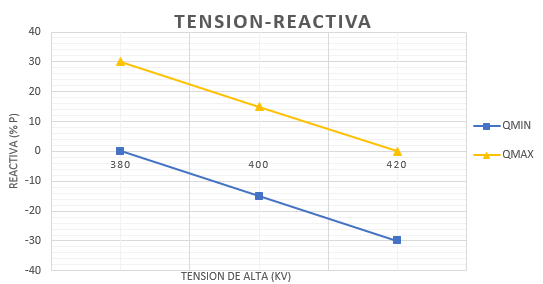 TENSION-REACTIVA
40
30
20
10
0
-10
-20
-30
-40
REACTIVA (% P)
380 400 420
TENSION DE ALTA (KV)
QMIN
QMAX